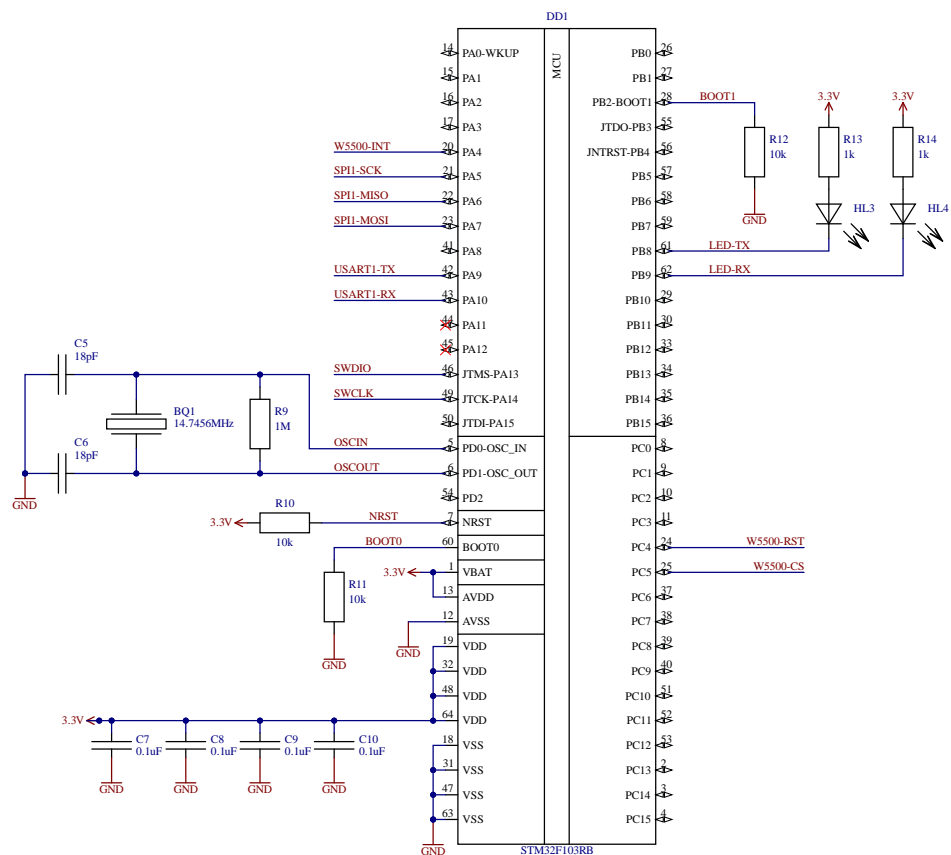 DD1
MCU
14 PA0-WKUP
15 PA1
16 PA2
17 PA3
W5500-INT 20 PA4
SPI1-SCK 21 PA5
SPI1-MISO 22 PA6
SPI1-MOSI 23 PA7
41 PA8
USART1-TX 42 PA9
USART1-RX 43 PA10
44 PA11
45 PA12
SWDIO 46 JTMS-PA13
SWCLK 49 JTCK-PA14
50 JTDI-PA15
OSCIN 5 PD0-OSC_IN
OSCOUT 6 PD1-OSC_OUT
54 PD2
NRST 7 NRST
BOOT0 60 BOOT0
3.3V 1 VBAT
13 AVDD
12 AVSS
GND
19 VDD
32 VDD
48 VDD
64 VDD
18 VSS
31 VSS
47 VSS
63 VSS
GND
PB0 26
PB1 27
PB2-BOOT1 28 BOOT1
JTDO-PB3 55
JNTRST-PB4 56
PB5 57
PB6 58
PB7 59
PB8 61 LED-TX
PB9 62 LED-RX
PB10 29
PB11 30
PB12 33
PB13 34
PB14 35
PB15 36
PC0 8
PC1 9
PC2 10
PC3 11
PC4 24 W5500-RST
PC5 25 W5500-CS
PC6 37
PC7 38
PC8 39
PC9 40
PC10 51
PC11 52
PC12 53
PC13 2
PC14 3
PC15 4
STM32F103RB
R12
10k
GND
3.3V
R13
1k
HL3
3.3V
R14
1k
HL4
C5
18pF
BQ1
14.7456MHz
R9
1M
C6
18pF
GND
3.3V
R10
10k
R11
10k
GND
3.3V
C7
0.1uF
GND
C8
0.1uF
GND
C9
0.1uF
GND
C10
0.1uF
GND